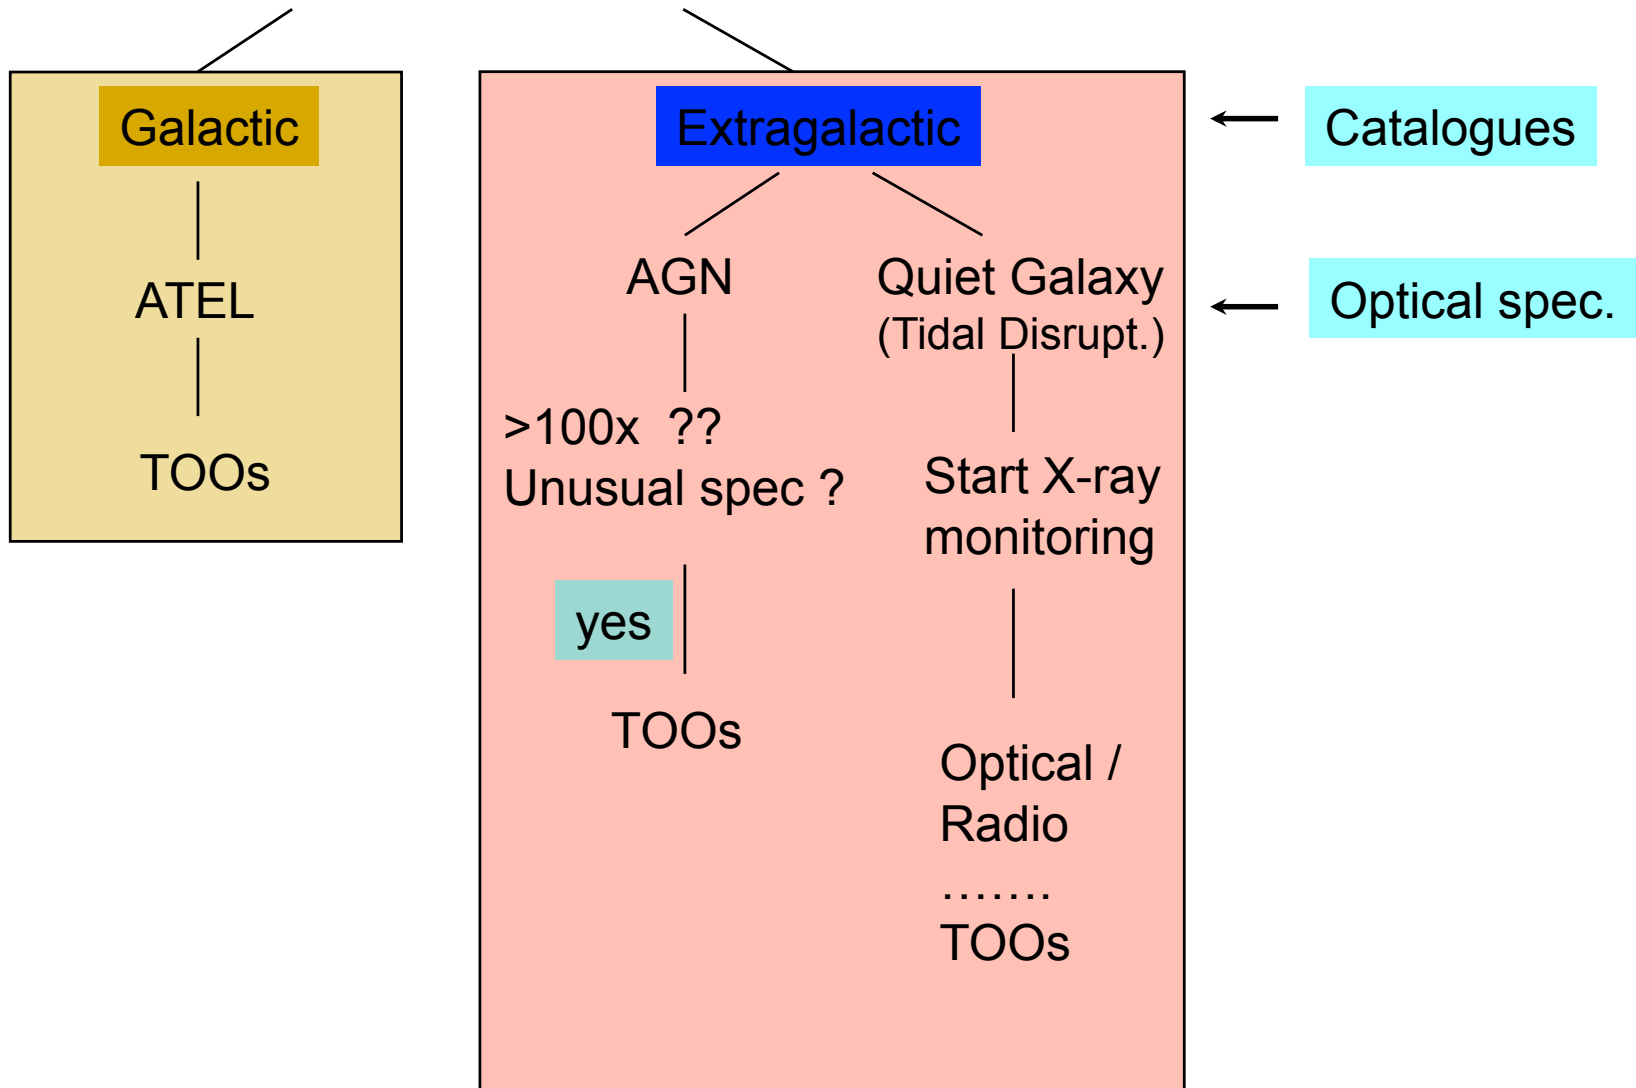 Galactic
ATEL
TOOs
Extragalactic
AGN
>100x ??
Unusual spec ?
yes
TOOs
Quiet Galaxy
(Tidal Disrupt.)
Start X-ray
monitoring
Optical /
Radio
.......
TOOs
Catalogues
Optical spec.